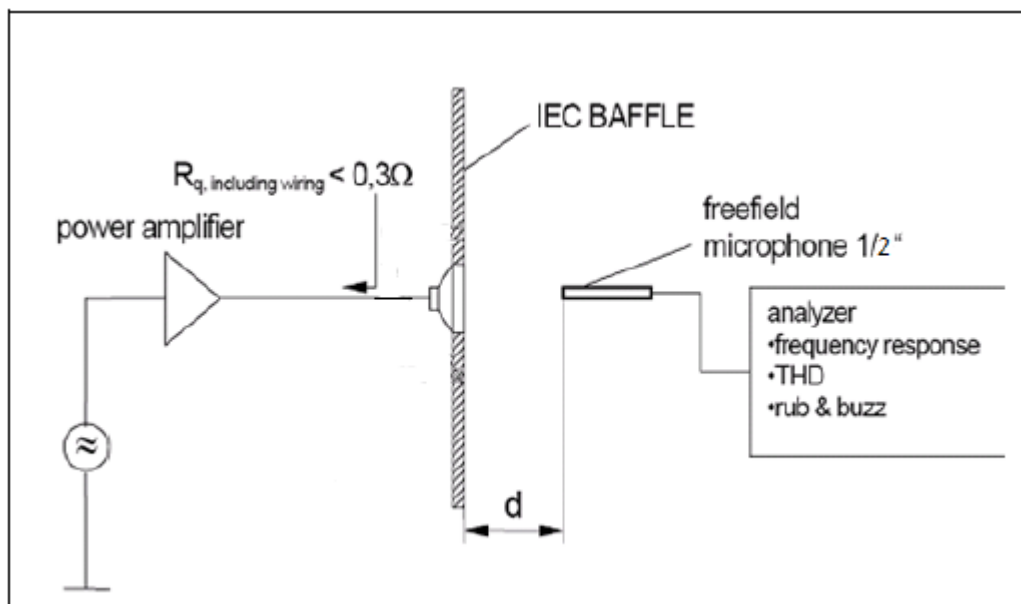 IEC BAFFLE
Rq, including wiring < 0,3Ω
power amplifier
freefield
microphone 1/2“
analyzer
•frequency response
•THD
•rub & buzz
≈
d